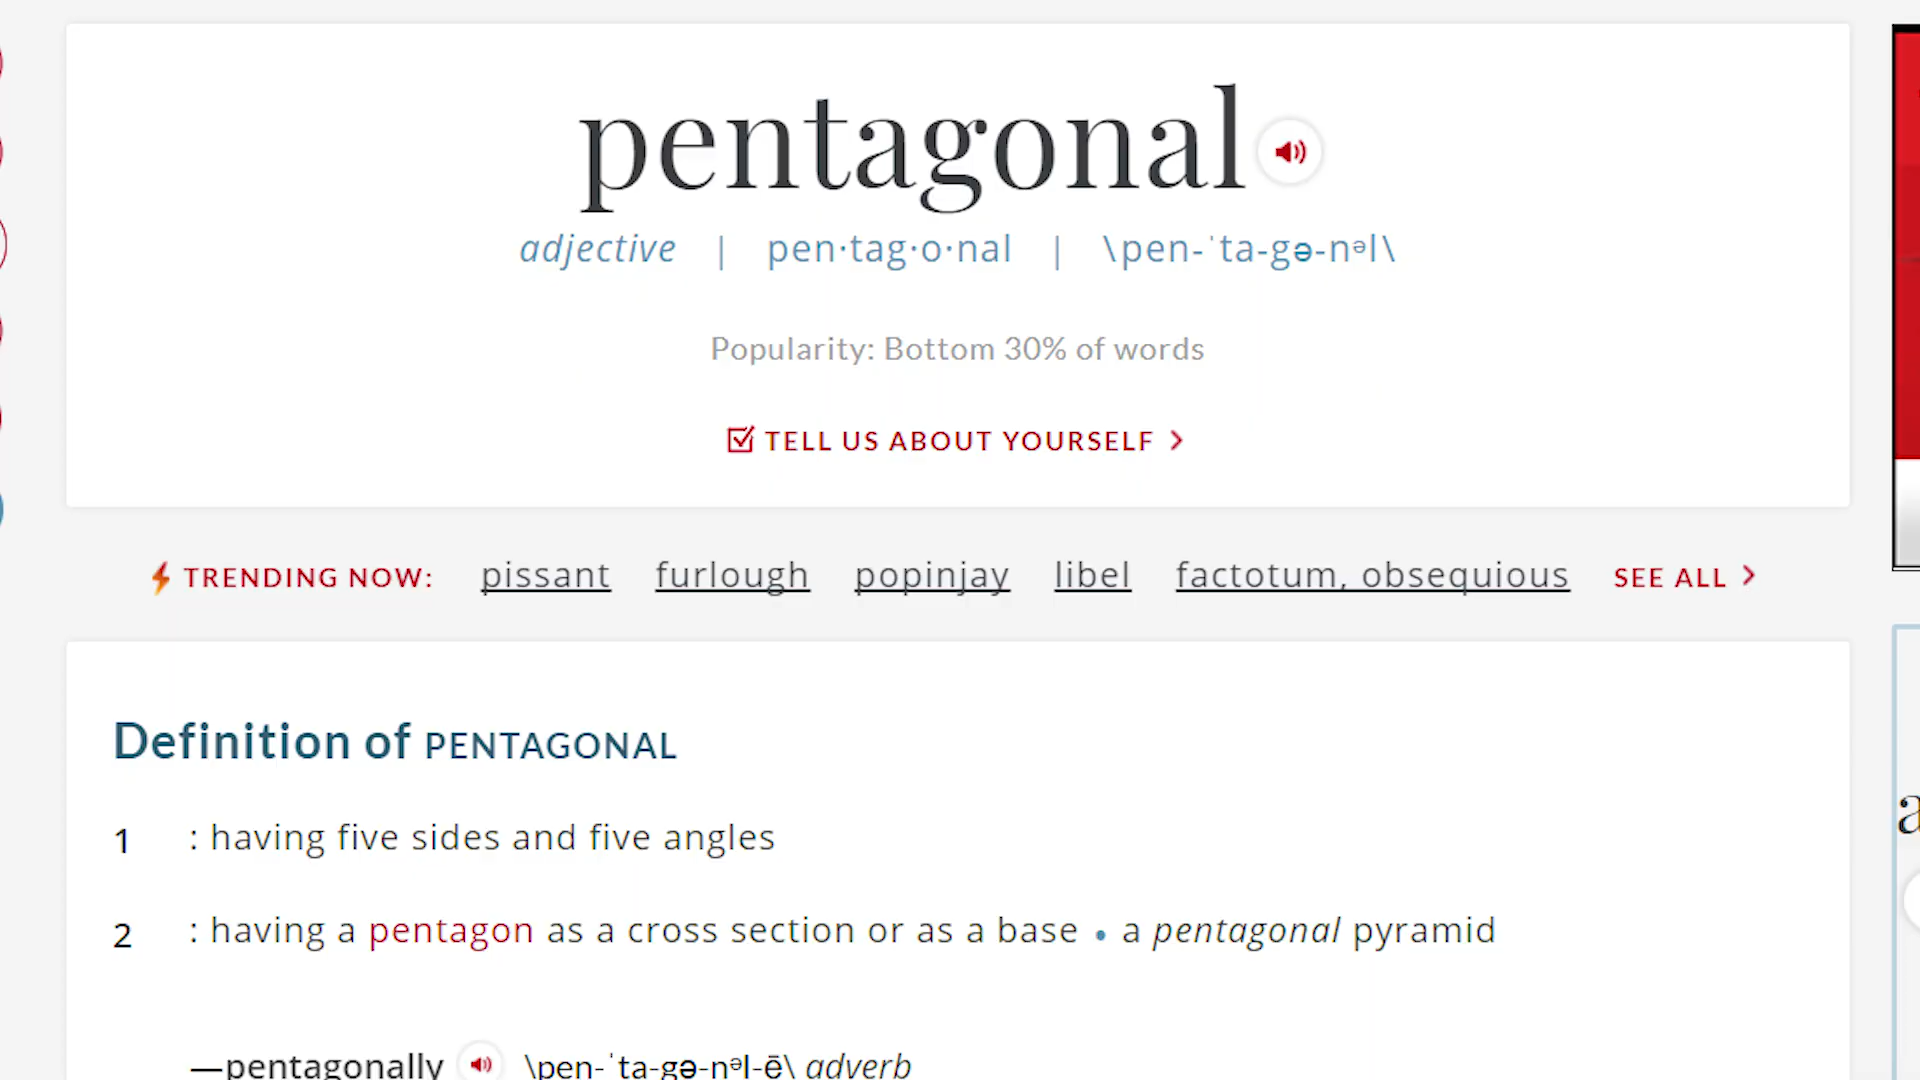 pentagonal
adjective | pen·tag·o·nal | \pen-ˈta-gə-nᵊl\
Popularity: Bottom 30% of words
TELL US ABOUT YOURSELF
TRENDING NOW: pissant furlough popinjay libel factotum, obsequious SEE ALL
Definition of PENTAGONAL
1 : having five sides and five angles
2 : having a pentagon as a cross section or as a base • a pentagonal pyramid
—pentagonally \pen-ˈta-gə-nᵊl-ē\ adverb